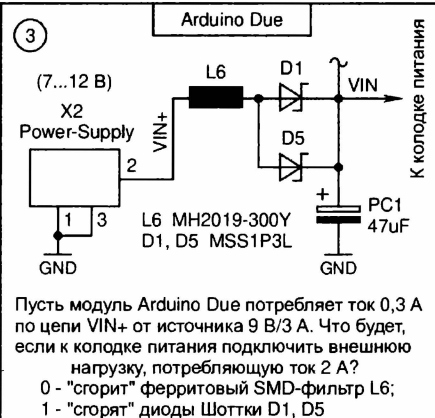 3
Arduino Due
(7...12 В)
X2
Power-Supply
2
1
3
GND
VIN+
L6
D1
D5
VIN
К колодке питания
+
PC1
47uF
GND
L6 MH2019-300Y
D1, D5 MSS1P3L
Пусть модуль Arduino Due потребляет ток 0,3 А
по цепи VIN+ от источника 9 В/3 А. Что будет,
если к колодке питания подключить внешнюю
нагрузку, потребляющую ток 2 А?
0 - "сгорит" ферритовый SMD-фильтр L6;
1 - "сгорят" диоды Шоттки D1, D5